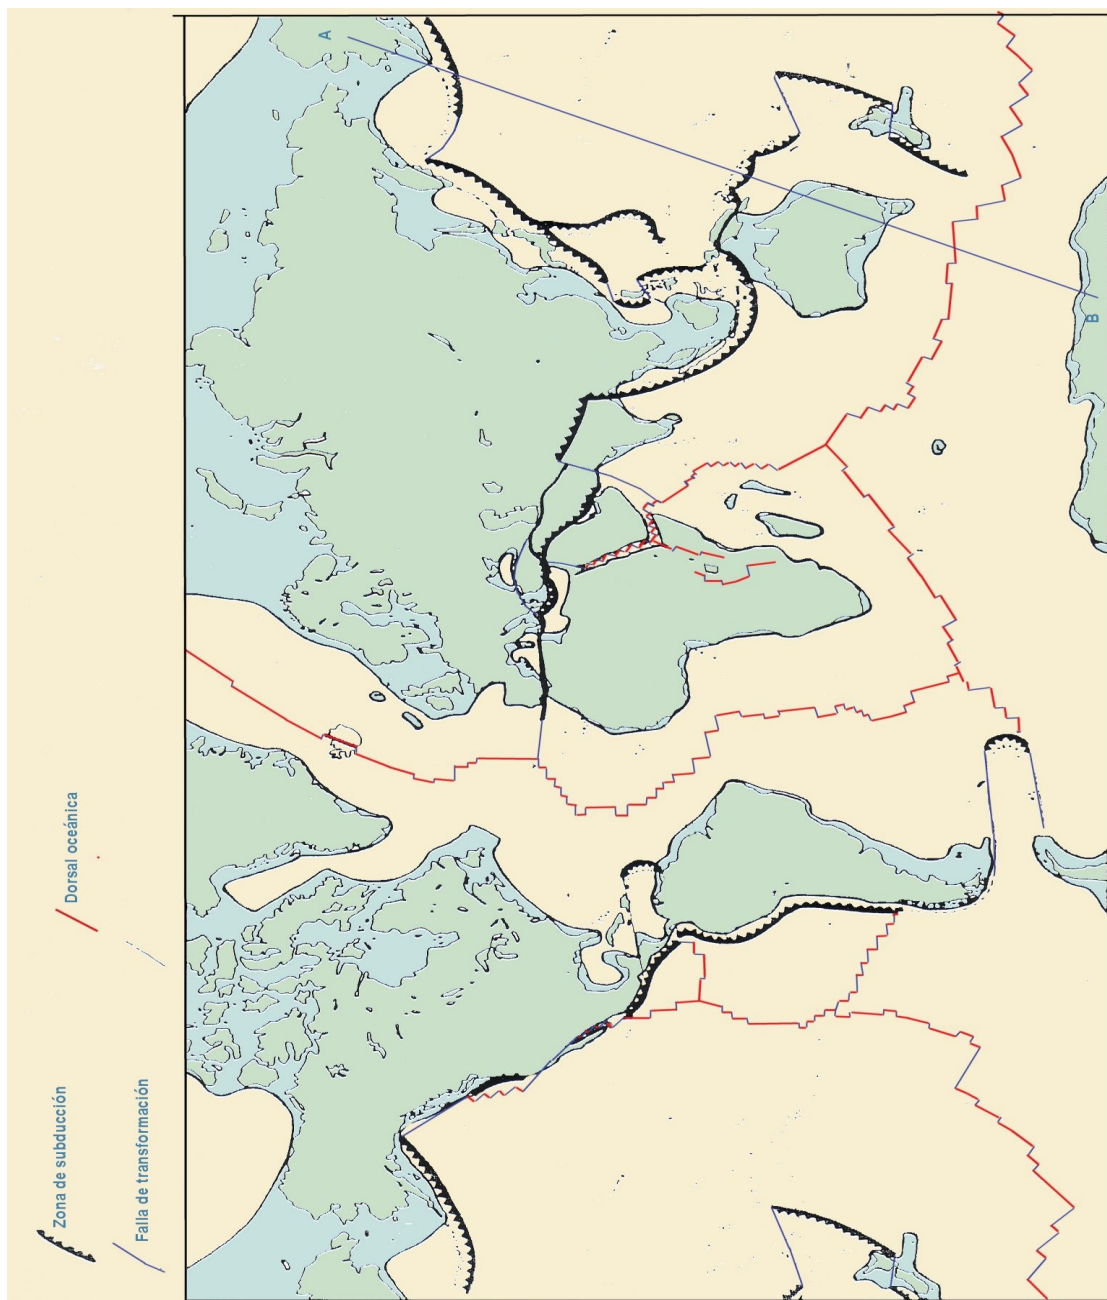 Zona de subducción
Dorsal oceánica
Falla de transformación
A
B